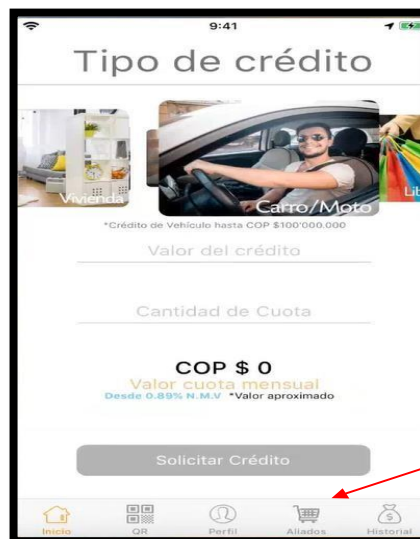 9:41
Tipo de crédito
Vivienda
Carro/Moto
Lib
*Crédito de Vehículo hasta COP $100'000.000
Valor del crédito
Cantidad de Cuota
COP $ 0
Valor cuota mensual
Desde 0.89% N.M.V *Valor aproximado
Solicitar Crédito
Inicio QR Perfil Aliados Historial